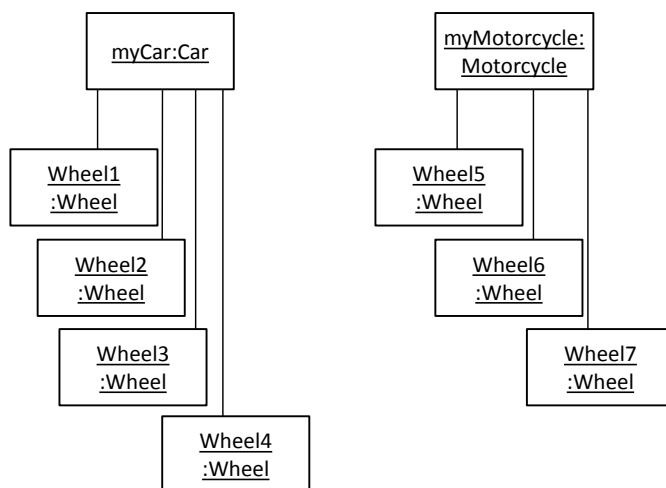 myCar:Car
Wheel1
:Wheel
Wheel2
:Wheel
Wheel3
:Wheel
Wheel4
:Wheel
myMotorcycle:
Motorcycle
Wheel5
:Wheel
Wheel6
:Wheel
Wheel7
:Wheel